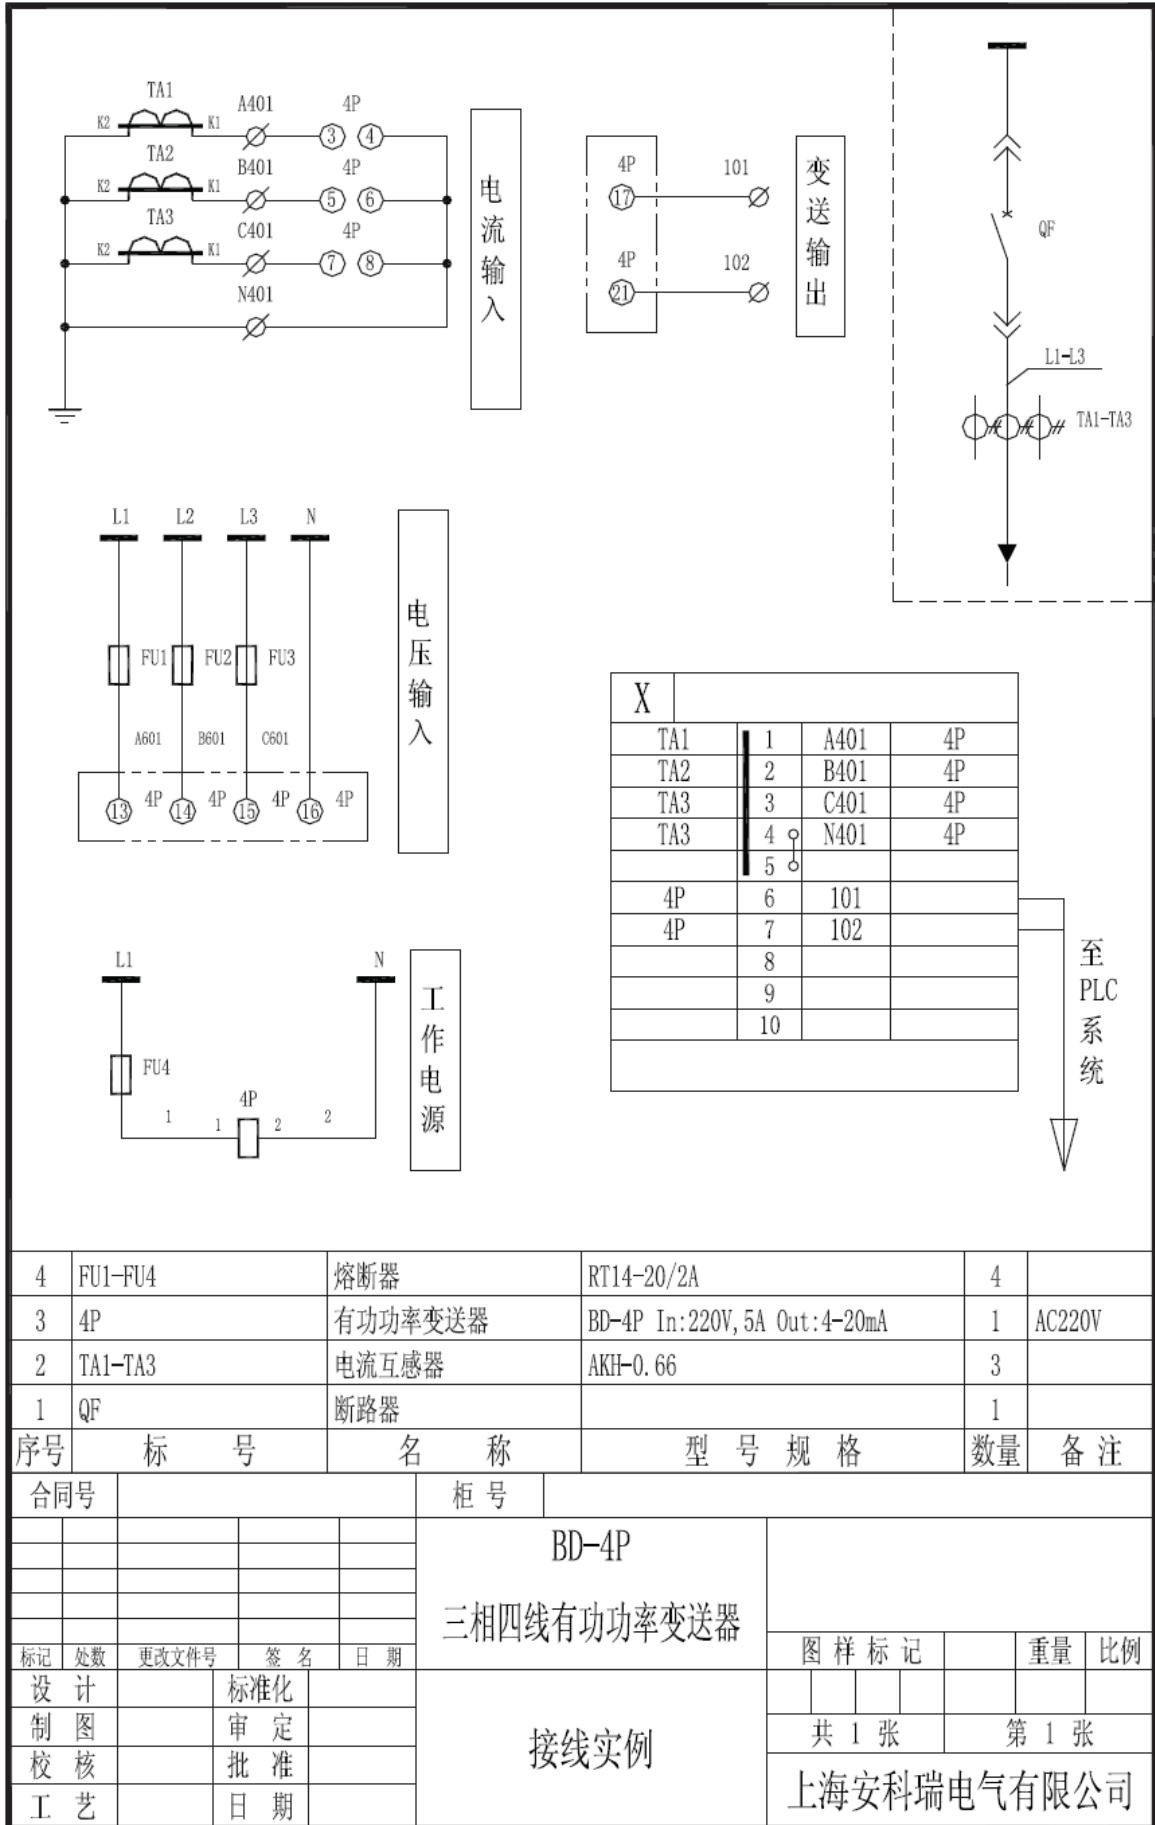 TA1 A401 4P
K2 K1 3 4
TA2 B401 4P
K2 K1 5 6
TA3 C401 4P
K2 K1 7 8
N401
电流输入
4P 101
17
4P 102
21
变送输出
QF
L1-L3
TA1-TA3
L1 L2 L3 N
FU1 FU2 FU3
A601 B601 C601
13 4P 14 4P 15 4P 16 4P
电压输入
X
TA1 1 A401 4P
TA2 2 B401 4P
TA3 3 C401 4P
TA3 4 N401 4P
5
4P 6 101
4P 7 102
8
9
10
至PLC系统
L1 N
FU4
4P
1 1 2 2
工作电源
4 FU1-FU4 熔断器 RT14-20/2A 4
3 4P 有功功率变送器 BD-4P In:220V,5A Out:4-20mA 1 AC220V
2 TA1-TA3 电流互感器 AKH-0.66 3
1 QF 断路器 1
序号 标 号 名 称 型 号 规 格 数量 备 注
合同号 柜 号
BD-4P
三相四线有功功率变送器
标记 处数 更改文件号 签 名 日 期
图 样 标 记 重量 比例
设 计 标准化
制 图 审 定
校 核 批 准
工 艺 日 期
接线实例
共 1 张 第 1 张
上海安科瑞电气有限公司